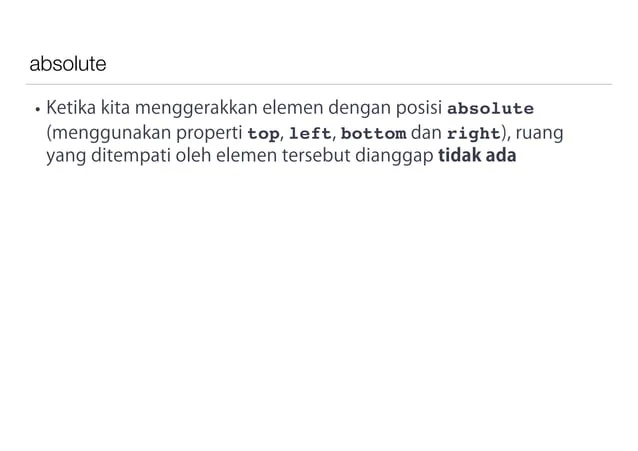 absolute
• Ketika kita menggerakkan elemen dengan posisi absolute
(menggunakan properti top, left, bottom dan right), ruang
yang ditempati oleh elemen tersebut dianggap tidak ada